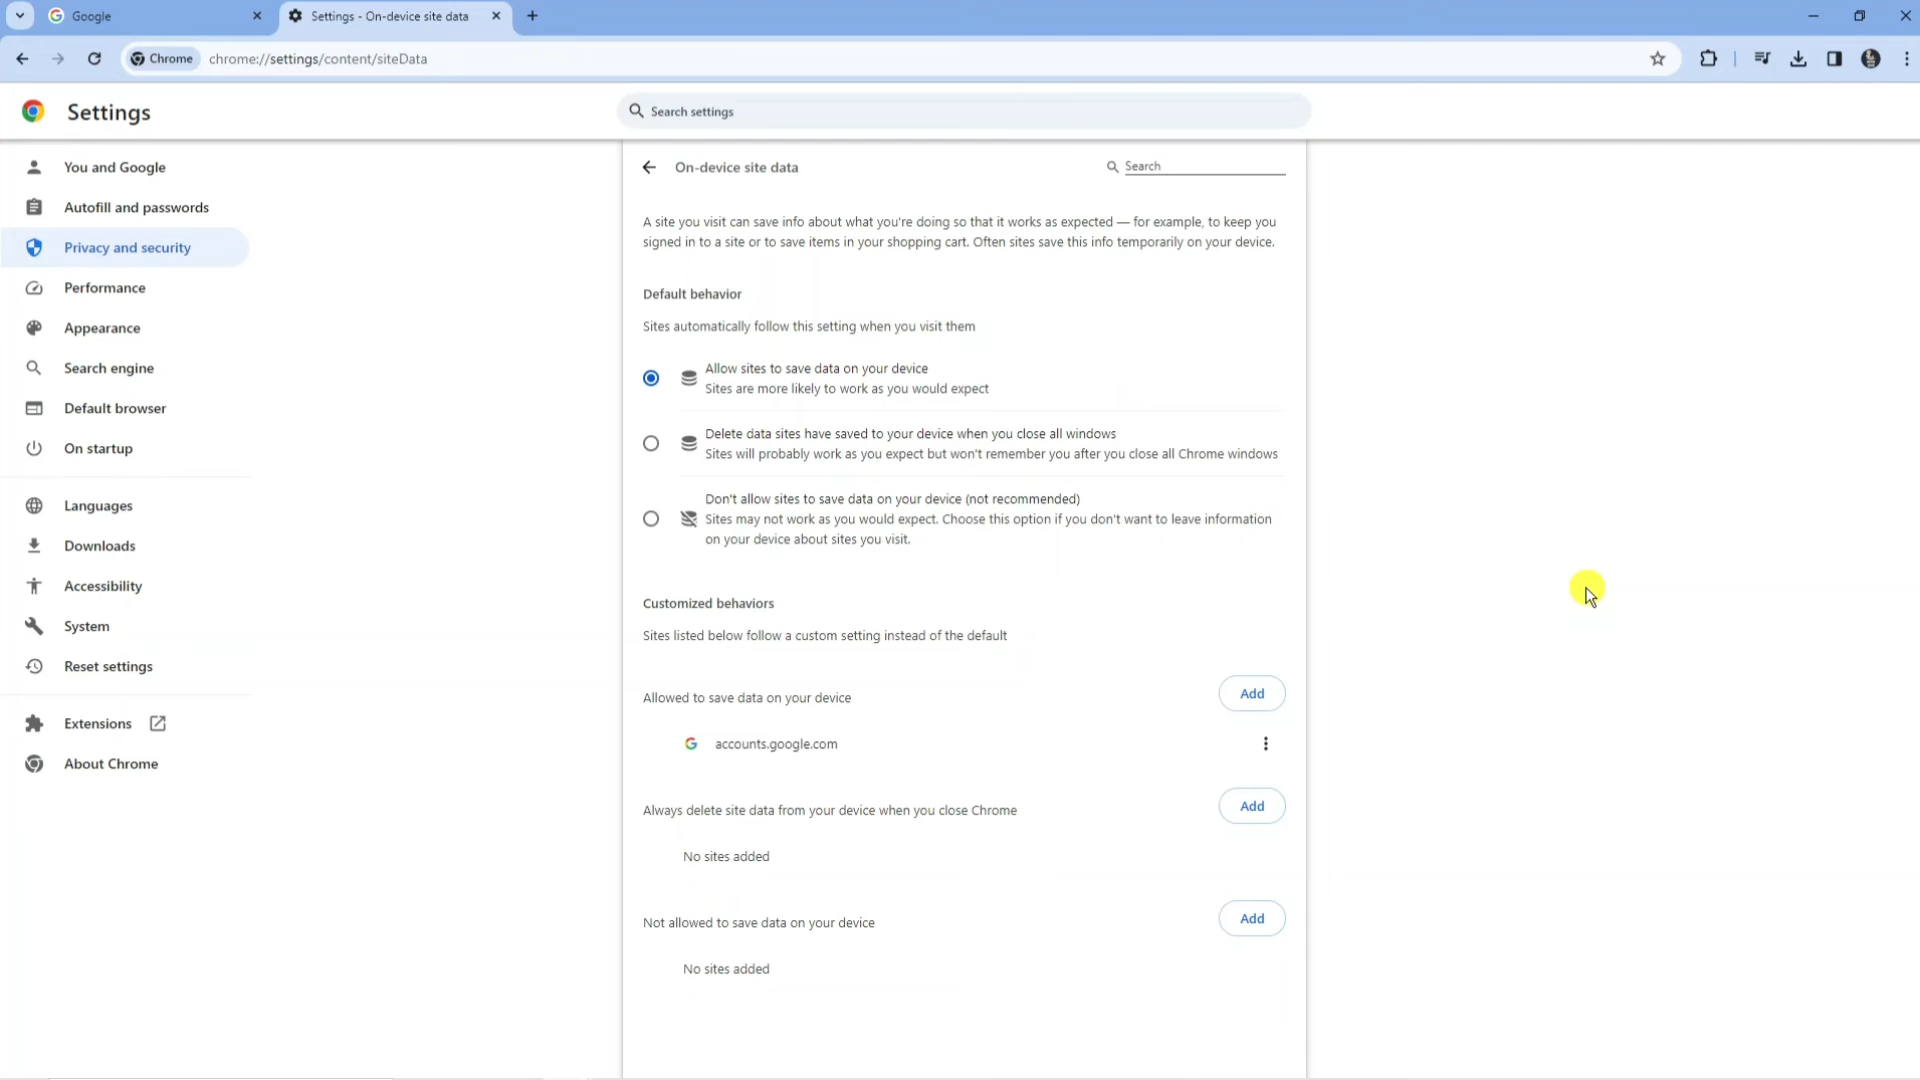 Google
Settings - On-device site data
Chrome
chrome://settings/content/siteData
Settings
Search settings
You and Google
Autofill and passwords
Privacy and security
Performance
Appearance
Search engine
Default browser
On startup
Languages
Downloads
Accessibility
System
Reset settings
Extensions
About Chrome
On-device site data
Search
A site you visit can save info about what you're doing so that it works as expected — for example, to keep you
signed in to a site or to save items in your shopping cart. Often sites save this info temporarily on your device.
Default behavior
Sites automatically follow this setting when you visit them
Allow sites to save data on your device
Sites are more likely to work as you would expect
Delete data sites have saved to your device when you close all windows
Sites will probably work as you expect but won't remember you after you close all Chrome windows
Don't allow sites to save data on your device (not recommended)
Sites may not work as you would expect. Choose this option if you don't want to leave information
on your device about sites you visit.
Customized behaviors
Sites listed below follow a custom setting instead of the default
Allowed to save data on your device
Add
accounts.google.com
Always delete site data from your device when you close Chrome
Add
No sites added
Not allowed to save data on your device
Add
No sites added